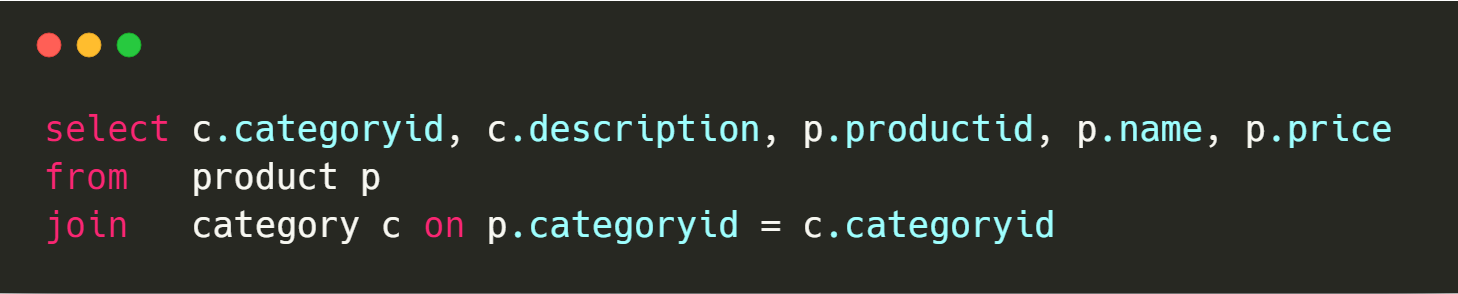 select c.categoryid, c.description, p.productid, p.name, p.price
from   product p
join   category c on p.categoryid = c.categoryid